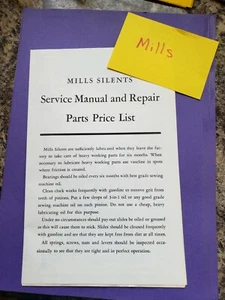 Mills
MILLS SILENTS
Service Manual and Repair
Parts Price List
Mills Silents are sufficiently lubricated when they leave the fac-
tory to take care of heavy working parts for six months. When
necessary to lubricate heavy working parts use vaseline in spots
where friction is created.
Bearings should be oiled every six months with best grade sewing
machine oil.
Clean clock works frequently with gasoline to remove grit from
teeth of pinions. Put a few drops of 3-in-1 oil or any good grade
sewing machine oil on each pinion. Do not use a cheap, heavy
lubricating oil for this purpose.
Under no circumstances should pay-out slides be oiled or greased
as this will cause them to stick. Slides should be cleaned frequently
with gasoline and see that they are kept free from dirt at all times.
All springs, screws, nuts and levers should be inspected occa-
sionally to see that they are tight and in perfect operation.